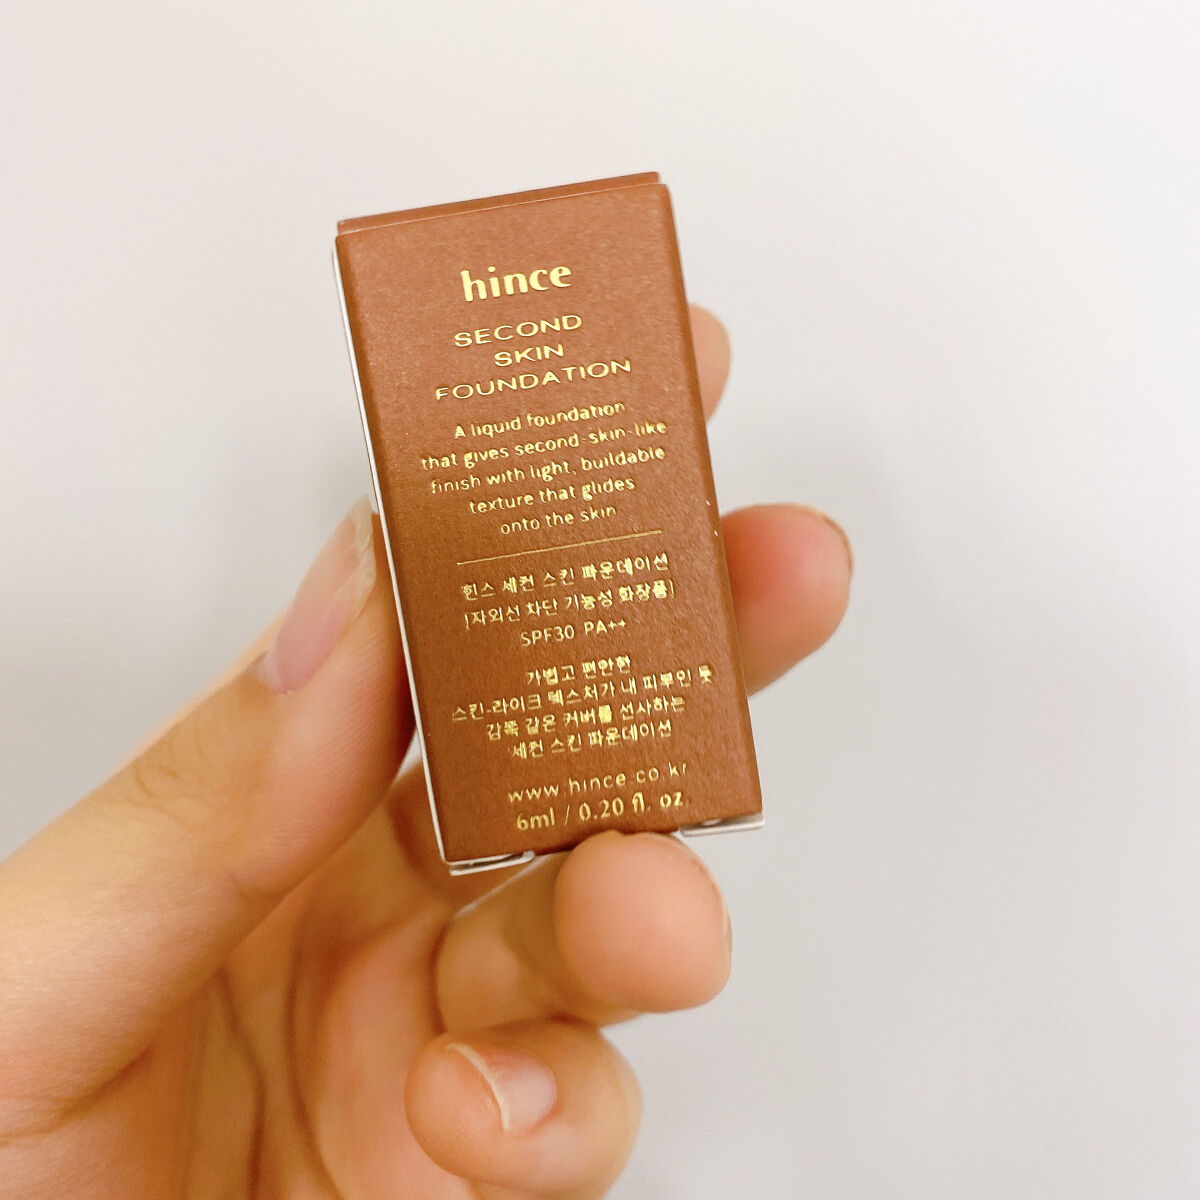 hince
SECOND
SKIN
FOUNDATION
A liquid foundation
that gives second-skin-like
finish with light, buildable
texture that glides
onto the skin
힌스 세컨 스킨 파운데이션
|자외선 차단 기능성 화장품|
SPF30 PA++
가볍고 편안한
스킨-라이크 텍스처가 내 피부인 듯
감쪽 같은 커버를 선사하는
세컨 스킨 파운데이션
www.hince.co.kr
6ml / 0.20 fl. oz.